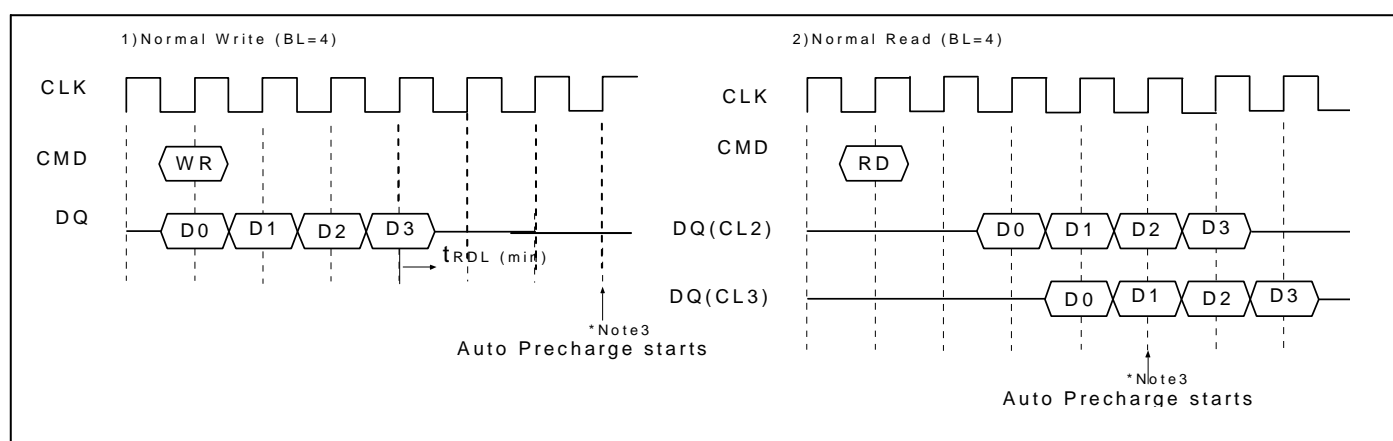 1)Normal Write (BL=4)
CLK
CMD
WR
DQ
D0 D1 D2 D3
tRDL (min)
*Note3
Auto Precharge starts
2)Normal Read (BL=4)
CLK
CMD
RD
DQ(CL2)
D0 D1 D2 D3
DQ(CL3)
D0 D1 D2 D3
*Note3
Auto Precharge starts